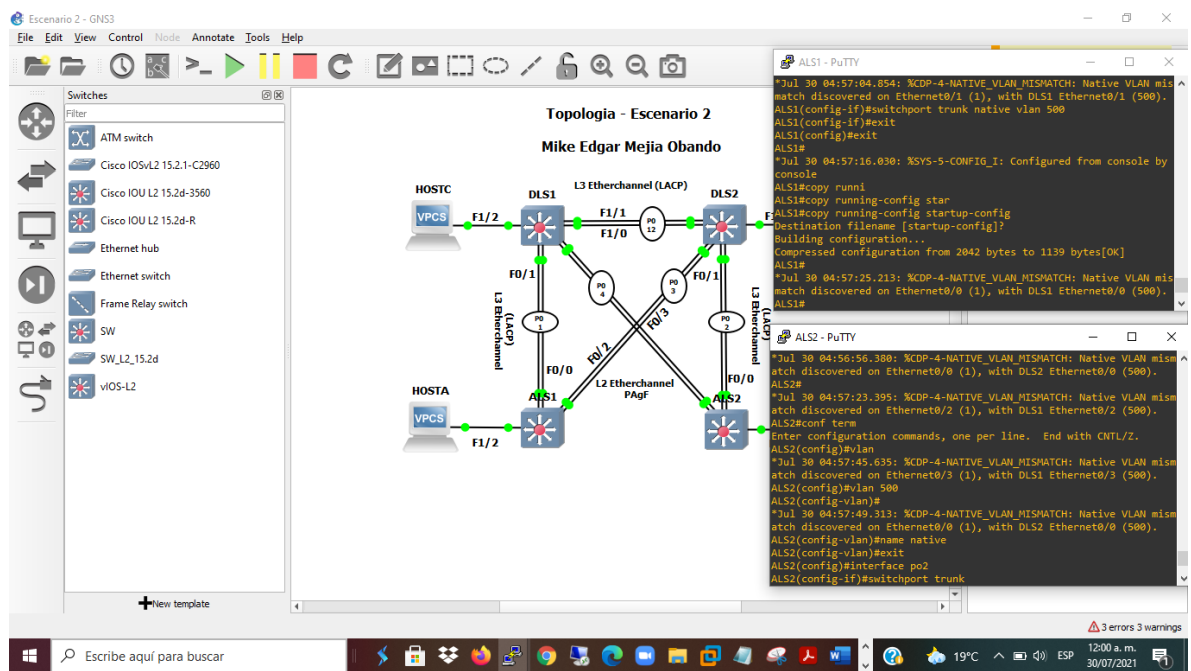 Escenario 2 - GNS3
File Edit View Control Node Annotate Tools Help
Switches
Filter
ATM switch
Cisco IOSvL2 15.2.1-C2960
Cisco IOU L2 15.2d-3560
Cisco IOU L2 15.2d-R
Ethernet hub
Ethernet switch
Frame Relay switch
SW
SW_L2_15.2d
vIOS-L2
New template
Topologia - Escenario 2
Mike Edgar Mejia Obando
HOSTC
VPCS
F1/2
DLS1
L3 Etherchannel (LACP)
F1/1
F1/0
PO 12
DLS2
F0/1
PO 4
PO 3
F0/1
L3 Etherchannel (LACP)
PO 1
F0/2
F0/3
PO 2
L3 Etherchannel (LACP)
F0/0
L2 Etherchannel
PAgF
F0/0
HOSTA
VPCS
F1/2
ALS1
ALS2
ALS1 - PuTTY
*Jul 30 04:57:04.854: %CDP-4-NATIVE_VLAN_MISMATCH: Native VLAN mis
match discovered on Ethernet0/1 (1), with DLS1 Ethernet0/1 (500).
ALS1(config-if)#switchport trunk native vlan 500
ALS1(config-if)#exit
ALS1(config)#exit
ALS1#
*Jul 30 04:57:16.030: %SYS-5-CONFIG_I: Configured from console by
console
ALS1#copy runni
ALS1#copy running-config star
ALS1#copy running-config startup-config
Destination filename [startup-config]?
Building configuration...
Compressed configuration from 2042 bytes to 1139 bytes[OK]
ALS1#
*Jul 30 04:57:25.213: %CDP-4-NATIVE_VLAN_MISMATCH: Native VLAN mis
match discovered on Ethernet0/0 (1), with DLS1 Ethernet0/0 (500).
ALS1#
ALS2 - PuTTY
*Jul 30 04:56:56.380: %CDP-4-NATIVE_VLAN_MISMATCH: Native VLAN mism
atch discovered on Ethernet0/0 (1), with DLS2 Ethernet0/0 (500).
ALS2#
*Jul 30 04:57:23.395: %CDP-4-NATIVE_VLAN_MISMATCH: Native VLAN mism
atch discovered on Ethernet0/2 (1), with DLS1 Ethernet0/2 (500).
ALS2#conf term
Enter configuration commands, one per line.  End with CNTL/Z.
ALS2(config)#vlan
*Jul 30 04:57:45.635: %CDP-4-NATIVE_VLAN_MISMATCH: Native VLAN mism
atch discovered on Ethernet0/3 (1), with DLS1 Ethernet0/3 (500).
ALS2(config)#vlan 500
ALS2(config-vlan)#
*Jul 30 04:57:49.313: %CDP-4-NATIVE_VLAN_MISMATCH: Native VLAN mism
atch discovered on Ethernet0/0 (1), with DLS2 Ethernet0/0 (500).
ALS2(config-vlan)#name native
ALS2(config-vlan)#exit
ALS2(config)#interface po2
ALS2(config-if)#switchport trunk
3 errors 3 warnings
Escribe aquí para buscar
19°C
ESP
12:00 a. m.
30/07/2021
1